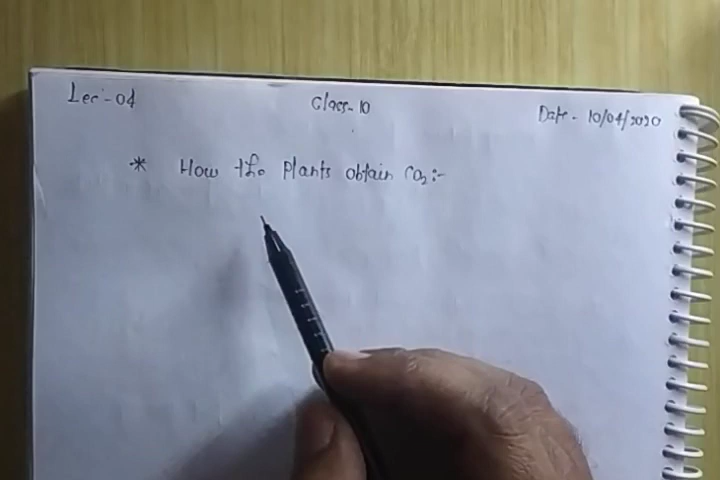 Lec-04 Class-10 Date - 10/04/2020
* How the Plants obtain CO2:-